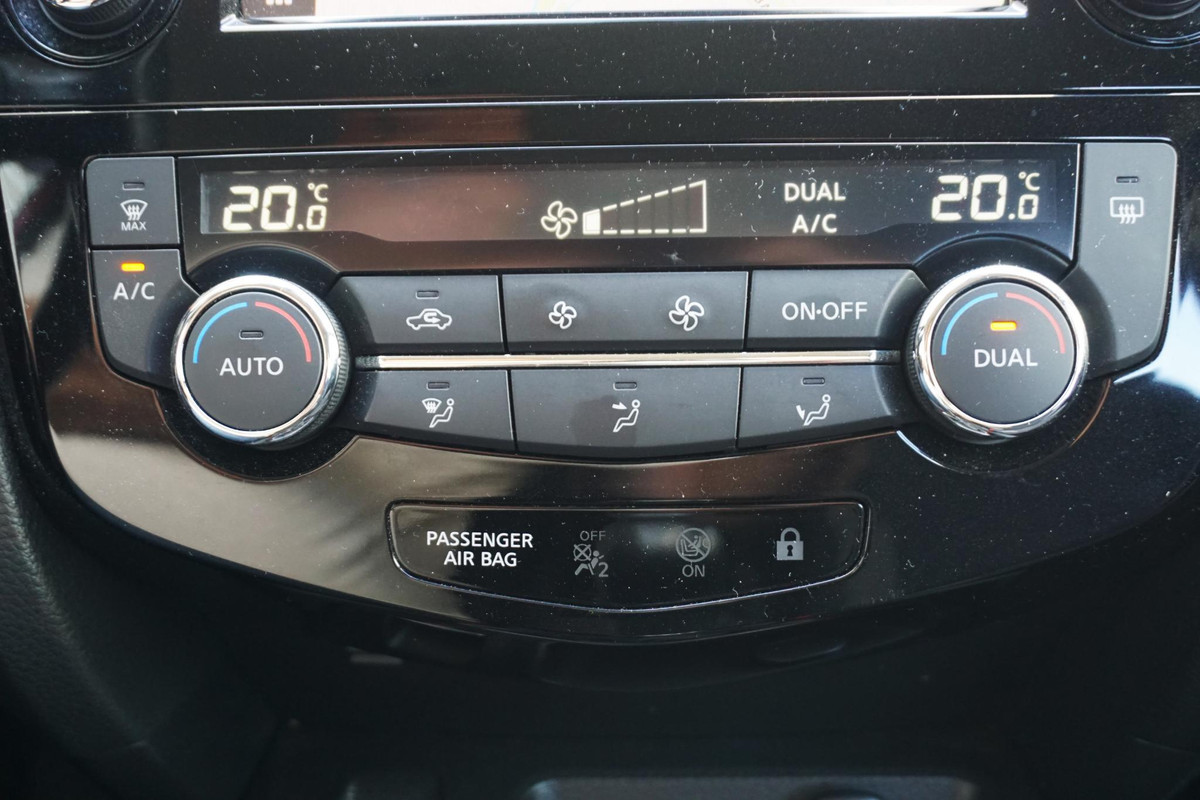 20.0 °C
DUAL
A/C
20.0 °C
MAX
A/C
AUTO
ON·OFF
DUAL
PASSENGER
AIR BAG
OFF
2
ON